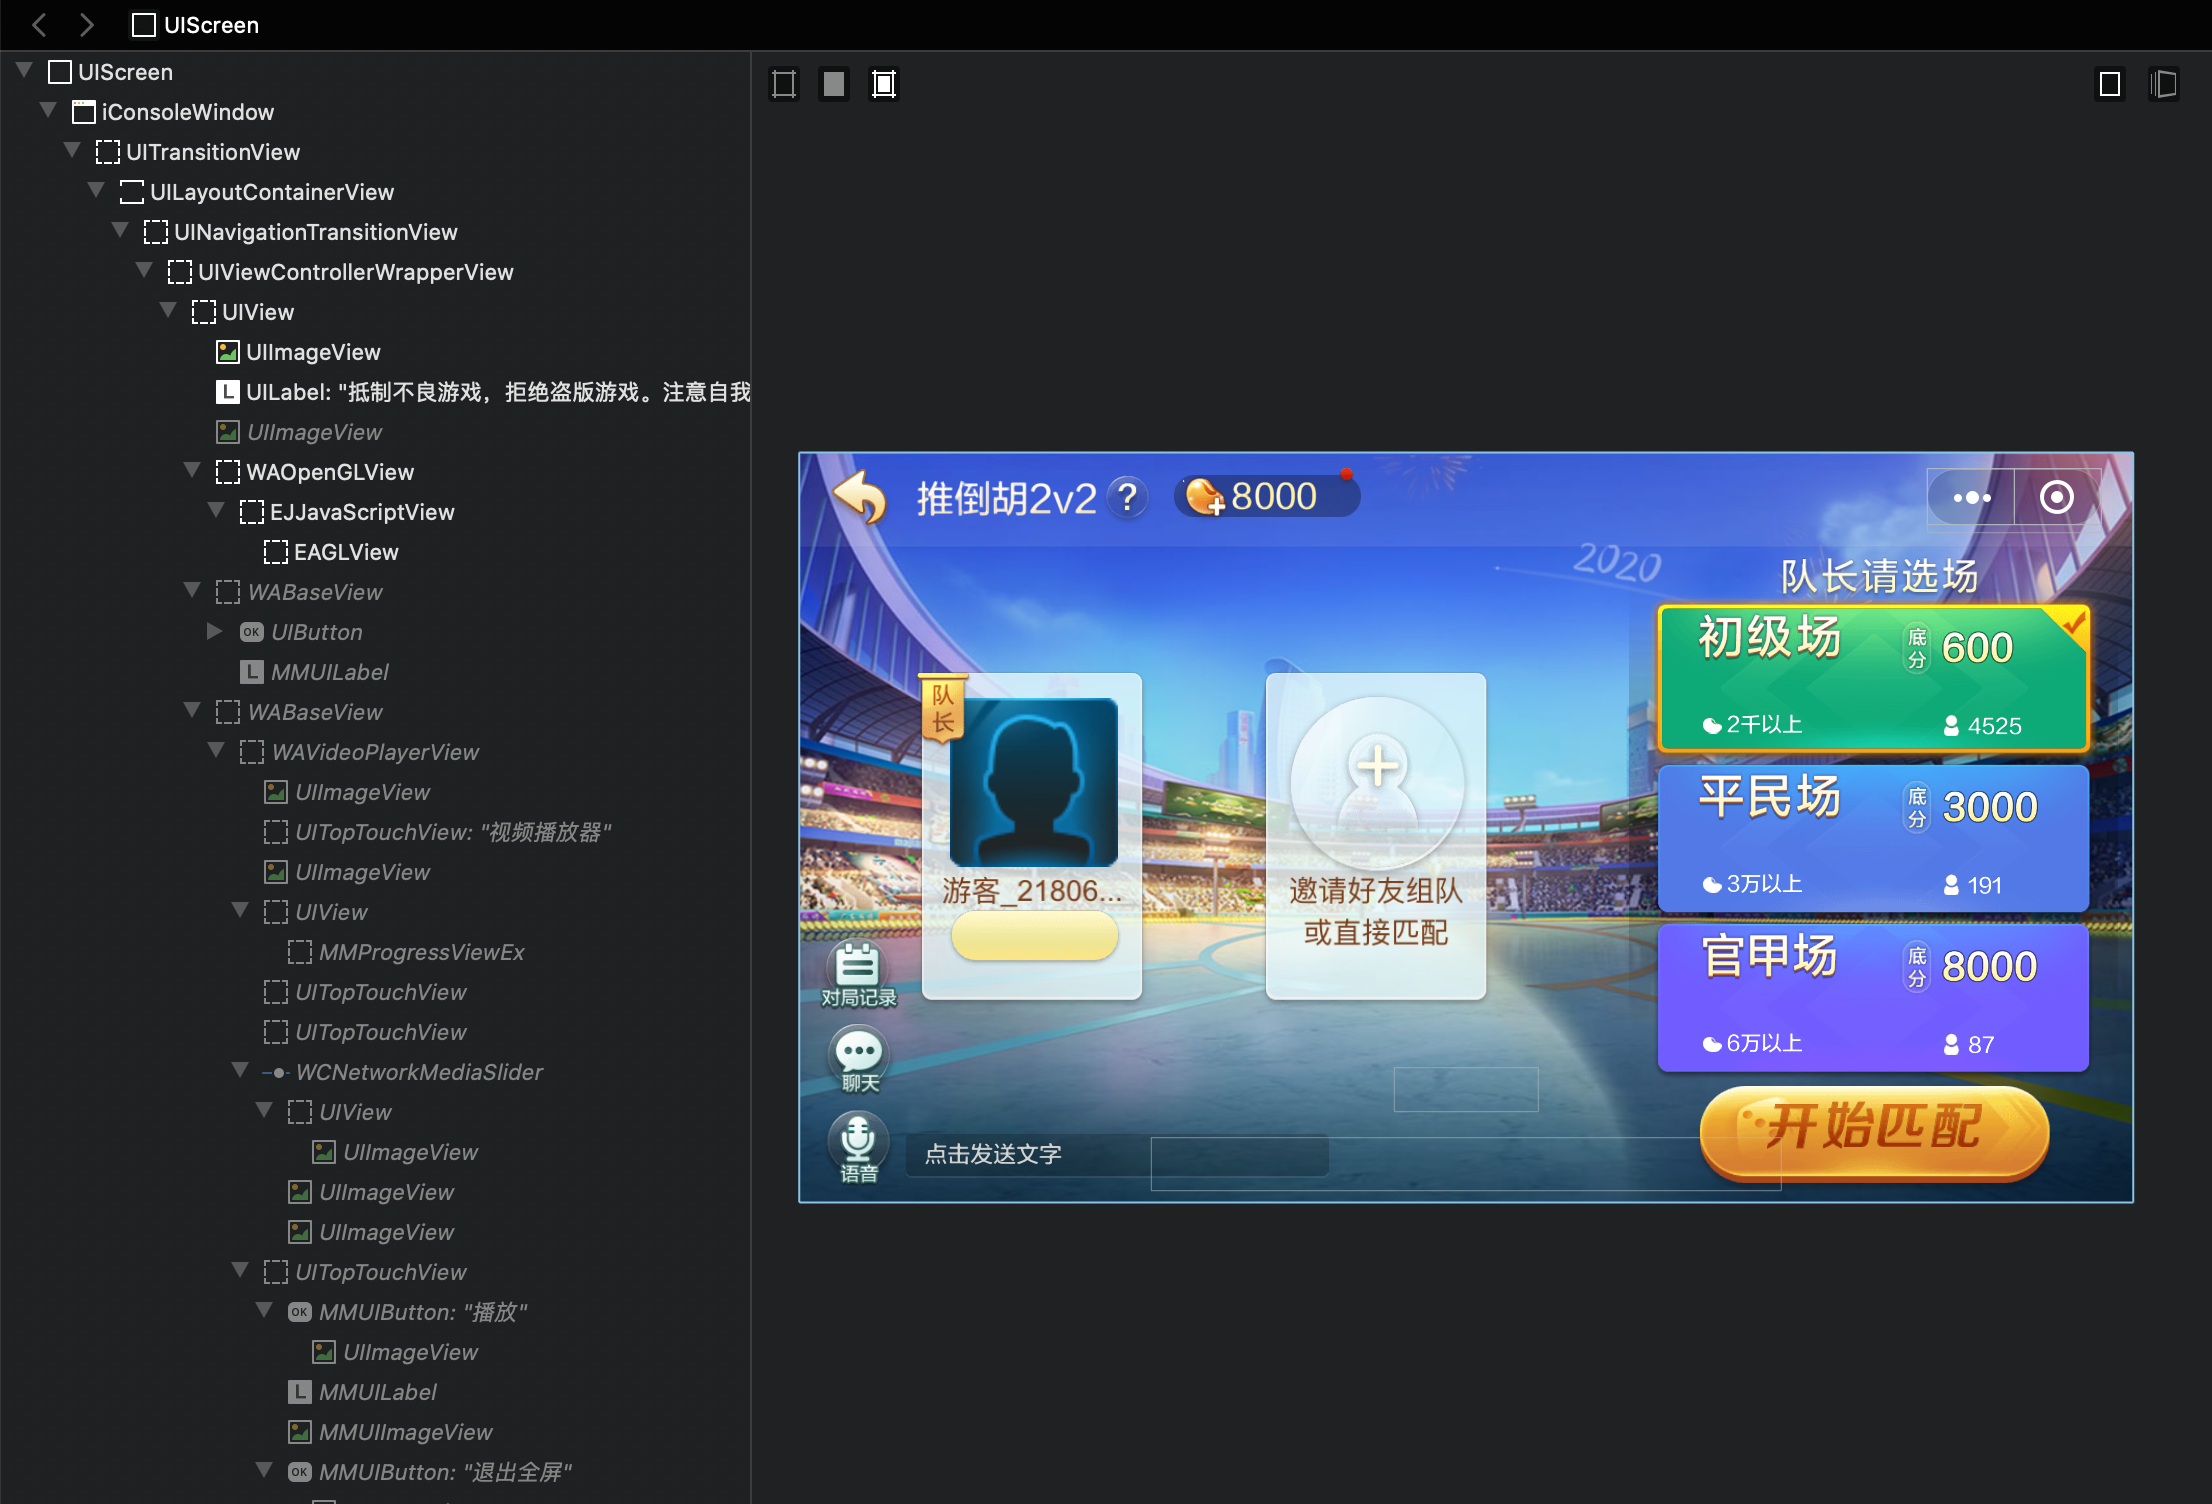 UIScreen
UIScreen
iConsoleWindow
UITransitionView
UILayoutContainerView
UINavigationTransitionView
UIViewControllerWrapperView
UIView
UIImageView
L UILabel: "抵制不良游戏，拒绝盗版游戏。注意自我
UIImageView
WAOpenGLView
EJJavaScriptView
EAGLView
WABaseView
OK UIButton
L MMUILabel
WABaseView
WAVideoPlayerView
UIImageView
UITopTouchView: "视频播放器"
UIImageView
UIView
MMProgressViewEx
UITopTouchView
UITopTouchView
WCNetworkMediaSlider
UIView
UIImageView
UIImageView
UIImageView
UITopTouchView
OK MMUIButton: "播放"
UIImageView
L MMUILabel
MMUIImageView
OK MMUIButton: "退出全屏"
推倒胡2v2 ? 8000
2020
队长
游客_21806...
邀请好友组队
或直接匹配
对局记录
聊天
语音
点击发送文字
队长请选场
初级场 底分 600
2千以上 4525
平民场 底分 3000
3万以上 191
官甲场 底分 8000
6万以上 87
开始匹配